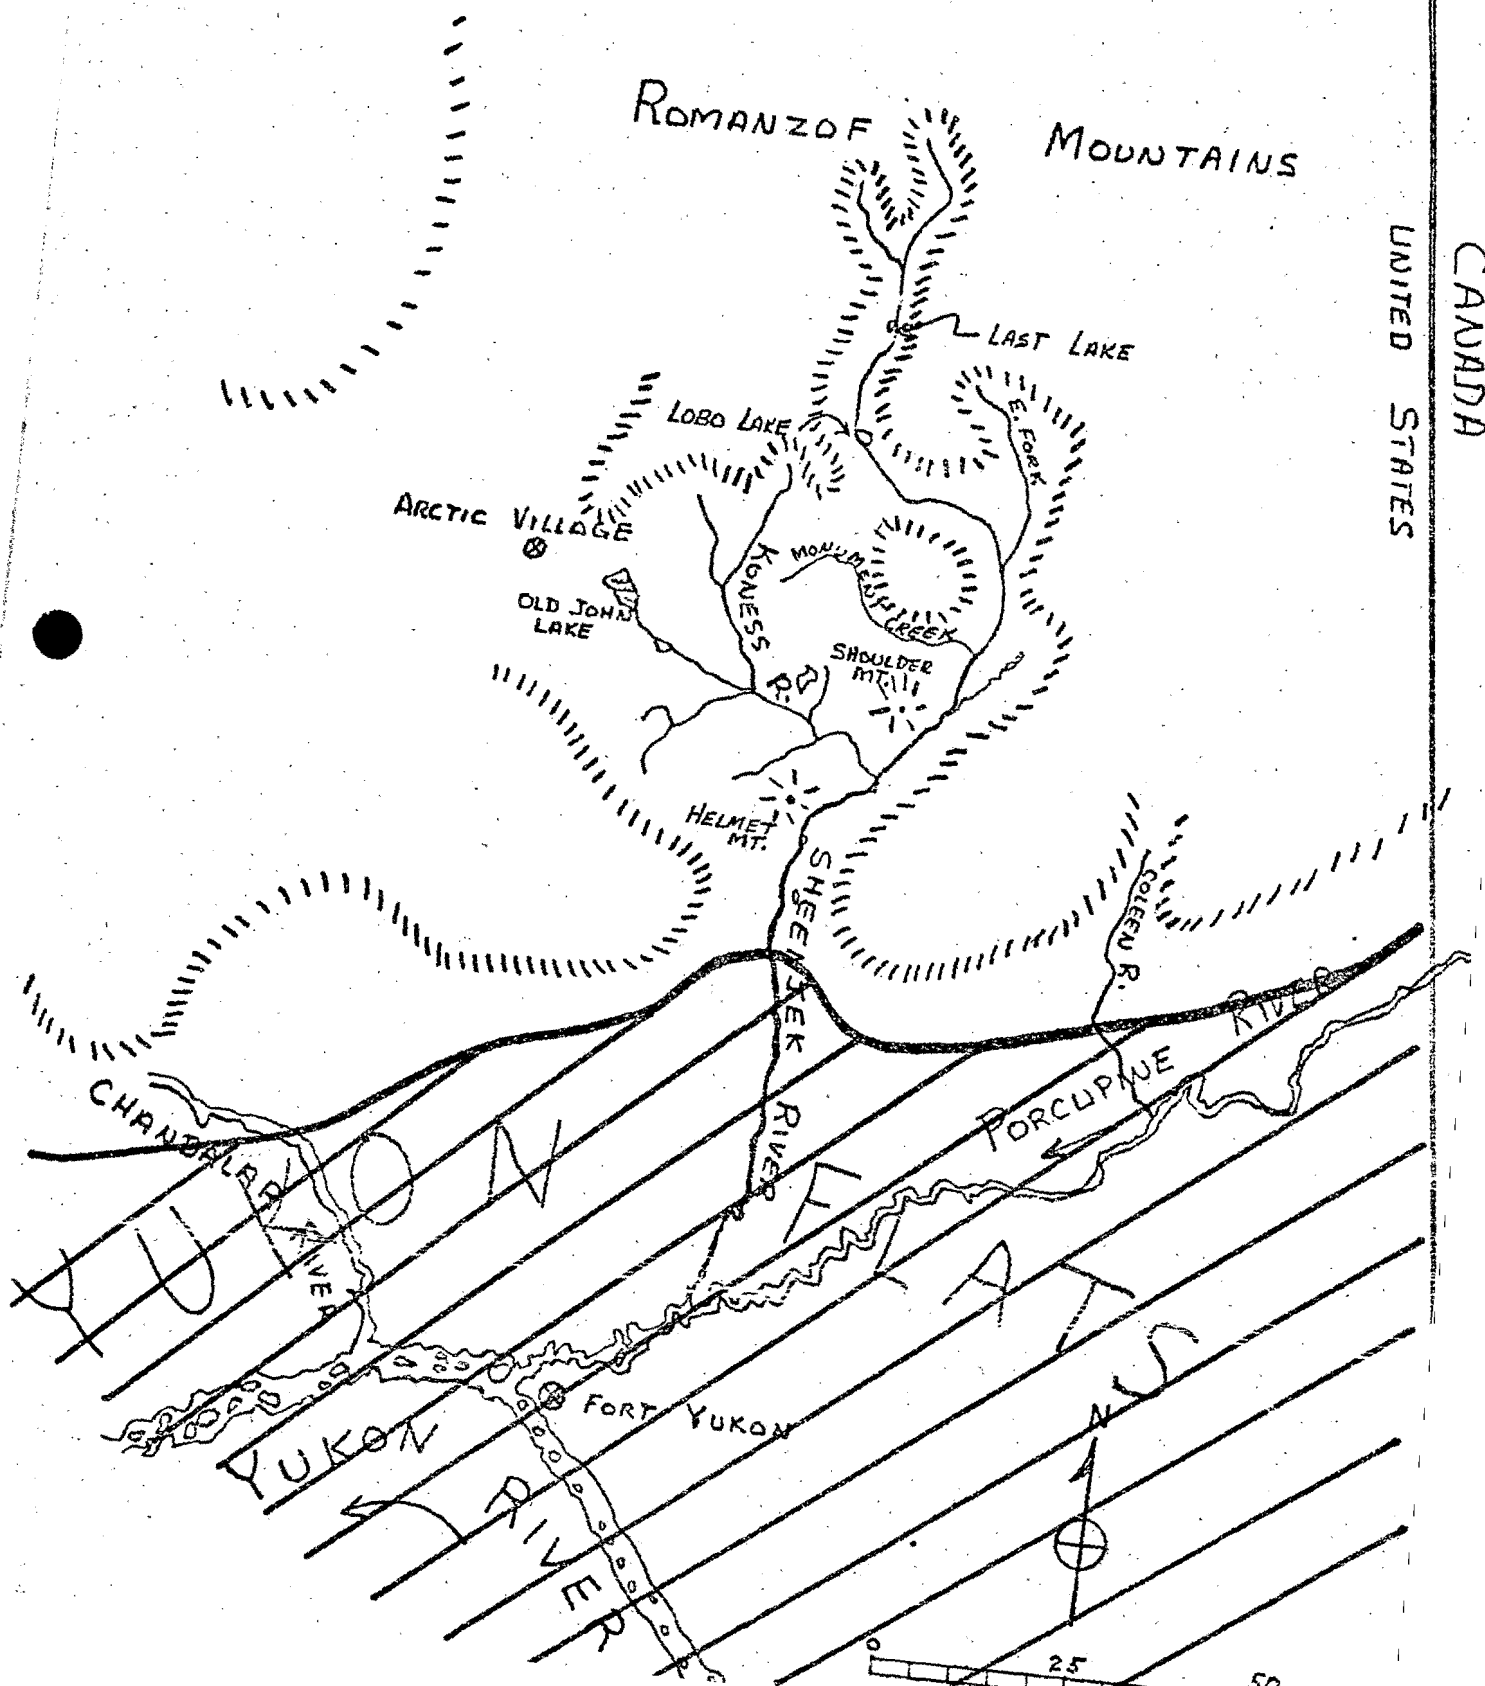 ROMANZOF MOUNTAINS
CANADA
UNITED STATES
LAST LAKE
LOBO LAKE
E. FORK
ARCTIC VILLAGE
KONESS R.
MONUMENT CREEK
OLD JOHN
LAKE
SHOULDER
MT.
HELMET
MT.
SHEENJEK RIVER
COLEEN R.
PORCUPINE RIVER
CHANDALAR RIVER
YUKON FLATS
FORT YUKON
YUKON RIVER
N
0
25
50